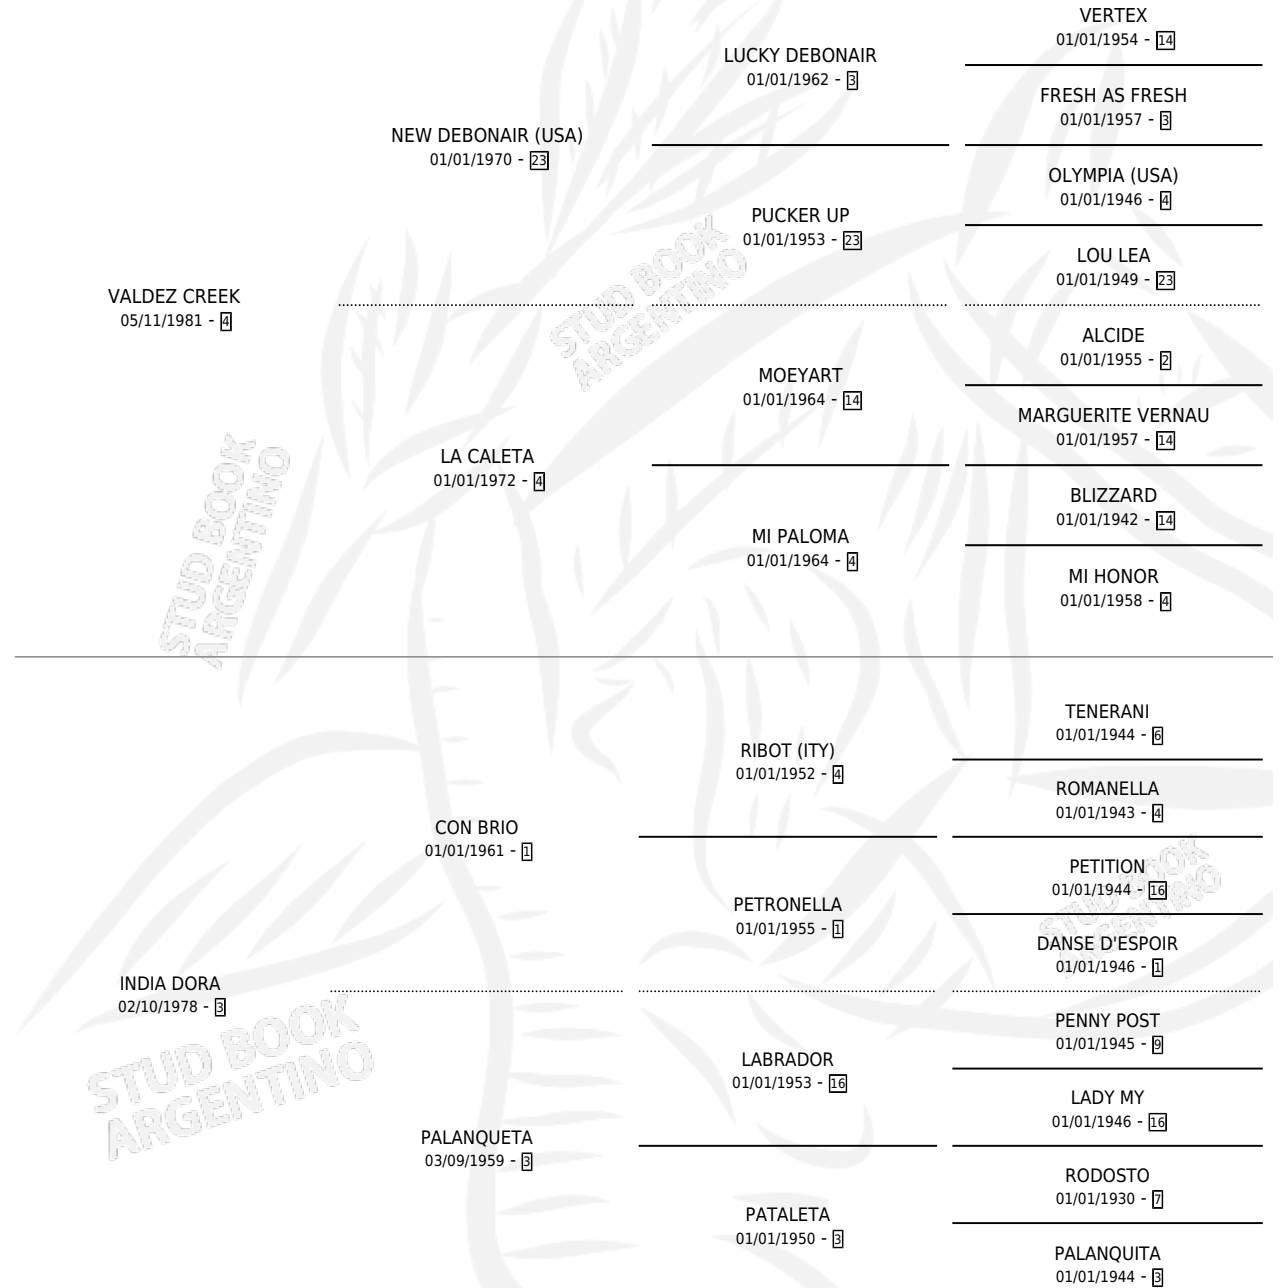 VERTEX
01/01/1954 - 14
LUCKY DEBONAIR
01/01/1962 - 3
FRESH AS FRESH
01/01/1957 - 3
NEW DEBONAIR (USA)
01/01/1970 - 23
OLYMPIA (USA)
01/01/1946 - 4
PUCKER UP
01/01/1953 - 23
LOU LEA
01/01/1949 - 23
VALDEZ CREEK
05/11/1981 - 4
STUD BOOK
ARGENTINO
ALCIDE
01/01/1955 - 2
MOEYART
01/01/1964 - 14
MARGUERITE VERNAU
01/01/1957 - 14
LA CALETA
01/01/1972 - 4
BLIZZARD
01/01/1942 - 14
MI PALOMA
01/01/1964 - 4
MI HONOR
01/01/1958 - 4
STUD BOOK
ARGENTINO
TENERANI
01/01/1944 - 6
RIBOT (ITY)
01/01/1952 - 4
ROMANELLA
01/01/1943 - 4
CON BRIO
01/01/1961 - 1
PETITION
01/01/1944 - 16
PETRONELLA
01/01/1955 - 1
STUD BOOK
ARGENTINO
DANSE D'ESPOIR
01/01/1946 - 1
INDIA DORA
02/10/1978 - 3
PENNY POST
01/01/1945 - 9
LABRADOR
01/01/1953 - 16
STUD BOOK
ARGENTINO
LADY MY
01/01/1946 - 16
PALANQUETA
03/09/1959 - 3
RODOSTO
01/01/1930 - 7
PATALETA
01/01/1950 - 3
PALANQUITA
01/01/1944 - 3